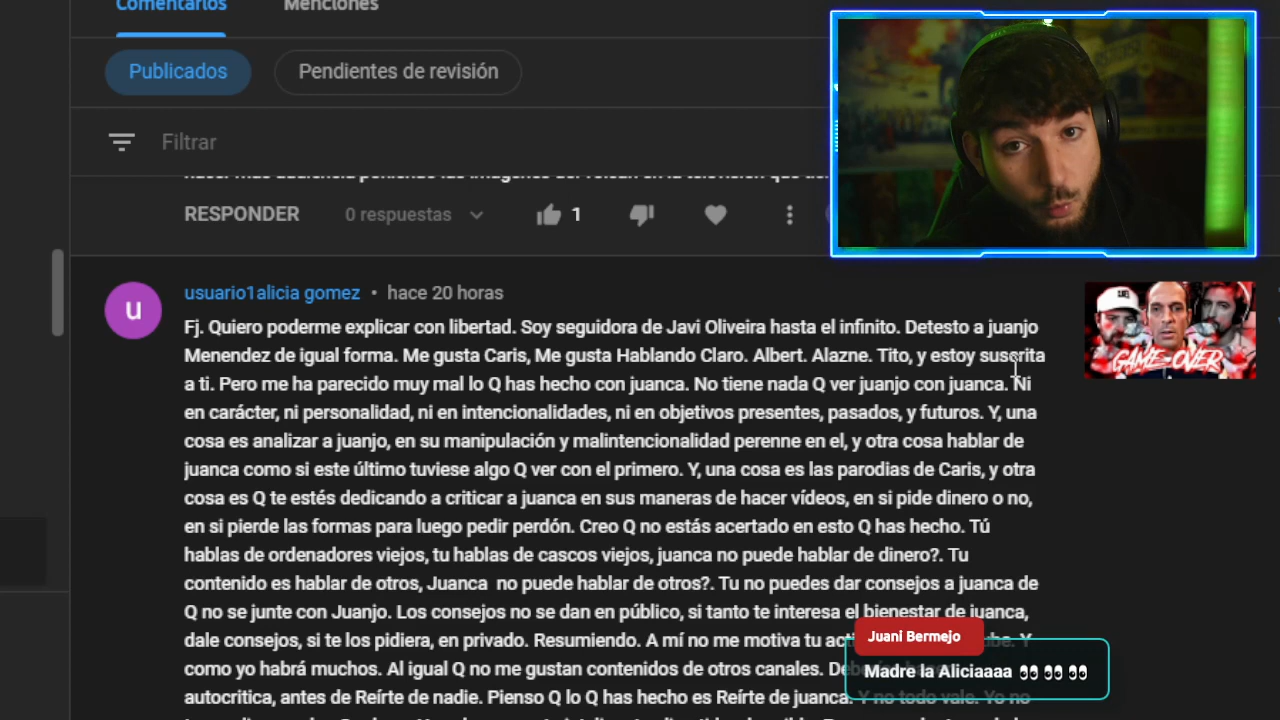 Comentarios
Menciones
Publicados
Pendientes de revisión
Filtrar
RESPONDER
0 respuestas
1
usuario1alicia gomez • hace 20 horas
u
Fj. Quiero poderme explicar con libertad. Soy seguidora de Javi Oliveira hasta el infinito. Detesto a juanjo
Menendez de igual forma. Me gusta Caris, Me gusta Hablando Claro. Albert. Alazne. Tito, y estoy suscrita
a ti. Pero me ha parecido muy mal lo Q has hecho con juanca. No tiene nada Q ver juanjo con juanca. Ni
en carácter, ni personalidad, ni en intencionalidades, ni en objetivos presentes, pasados, y futuros. Y, una
cosa es analizar a juanjo, en su manipulación y malintencionalidad perenne en el, y otra cosa hablar de
juanca como si este último tuviese algo Q ver con el primero. Y, una cosa es las parodias de Caris, y otra
cosa es Q te estés dedicando a criticar a juanca en sus maneras de hacer vídeos, en si pide dinero o no,
en si pierde las formas para luego pedir perdón. Creo Q no estás acertado en esto Q has hecho. Tú
hablas de ordenadores viejos, tu hablas de cascos viejos, juanca no puede hablar de dinero?. Tu
contenido es hablar de otros, Juanca no puede hablar de otros?. Tu no puedes dar consejos a juanca de
Q no se junte con Juanjo. Los consejos no se dan en público, si tanto te interesa el bienestar de juanca,
dale consejos, si te los pidiera, en privado. Resumiendo. A mí no me motiva tu
como yo habrá muchos. Al igual Q no me gustan contenidos de otros canales.
autocritica, antes de Reírte de nadie. Pienso Q lo Q has hecho es Reírte de juanca. Y no todo vale. Yo no
GAME-OVER
Juani Bermejo
Madre la Aliciaaaa 👀 👀 👀